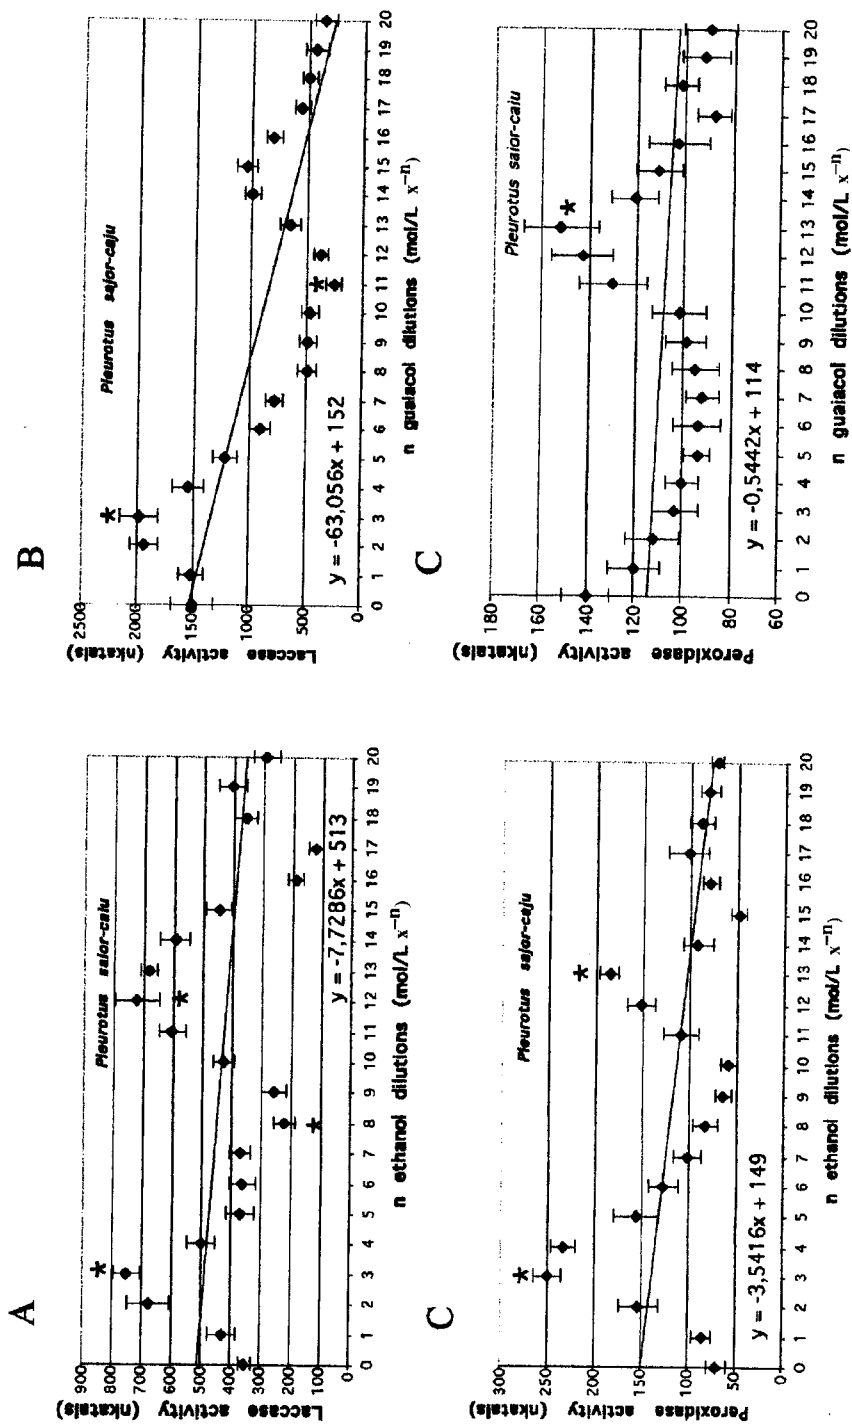 A
Pleurotus saior-caiu
900
800
700
600
500
400
300
200
100
0
Laccase activity (nkatals)
*
*
*
y = -7,7286x + 513
0 1 2 3 4 5 6 7 8 9 10 11 12 13 14 15 16 17 18 19 20
n ethanol dilutions (mol/L x⁻ⁿ)
B
Pleurotus sajor-caju
2500
2000
1500
1000
500
0
Laccase activity (nkatals)
*
*
y = -63,056x + 152
0 1 2 3 4 5 6 7 8 9 10 11 12 13 14 15 16 17 18 19 20
n guaiacol dilutions (mol/L x⁻ⁿ)
C
Pleurotus sajor-caju
300
250
200
150
100
50
0
Peroxidase activity (nkatals)
*
*
y = -3,5416x + 149
0 1 2 3 4 5 6 7 8 9 10 11 12 13 14 15 16 17 18 19 20
n ethanol dilutions (mol/L x⁻ⁿ)
C
Pleurotus saior-caiu
180
160
140
120
100
80
60
Peroxidase activity (nkatals)
*
y = -0,5442x + 114
0 1 2 3 4 5 6 7 8 9 10 11 12 13 14 15 16 17 18 19 20
n guaiacol dilutions (mol/L x⁻ⁿ)